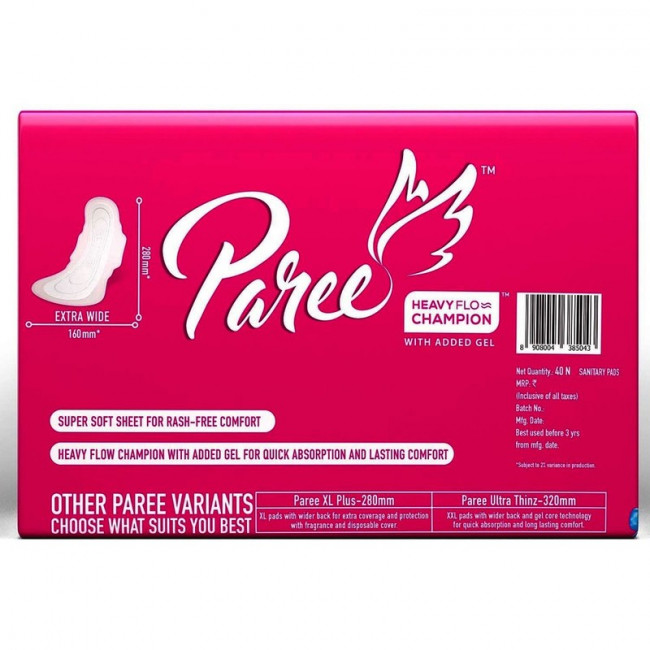 Paree ™
280 mm*
EXTRA WIDE
160mm*
HEAVY FLO ™
CHAMPION
WITH ADDED GEL
8 908004 385043
Net Quantity: 40 N SANITARY PADS
MRP: ₹
(Inclusive of all taxes)
Batch No.:
Mfg. Date:
Best used before 3 yrs
from mfg. date.
*Subject to 2% variance in production.
SUPER SOFT SHEET FOR RASH-FREE COMFORT
HEAVY FLOW CHAMPION WITH ADDED GEL FOR QUICK ABSORPTION AND LASTING COMFORT
OTHER PAREE VARIANTS
CHOOSE WHAT SUITS YOU BEST
Paree XL Plus-280mm
XL pads with wider back for extra coverage and protection
with fragrance and disposable cover.
Paree Ultra Thinz-320mm
XXL pads with wider back and gel core technology
for quick absorption and long lasting comfort.